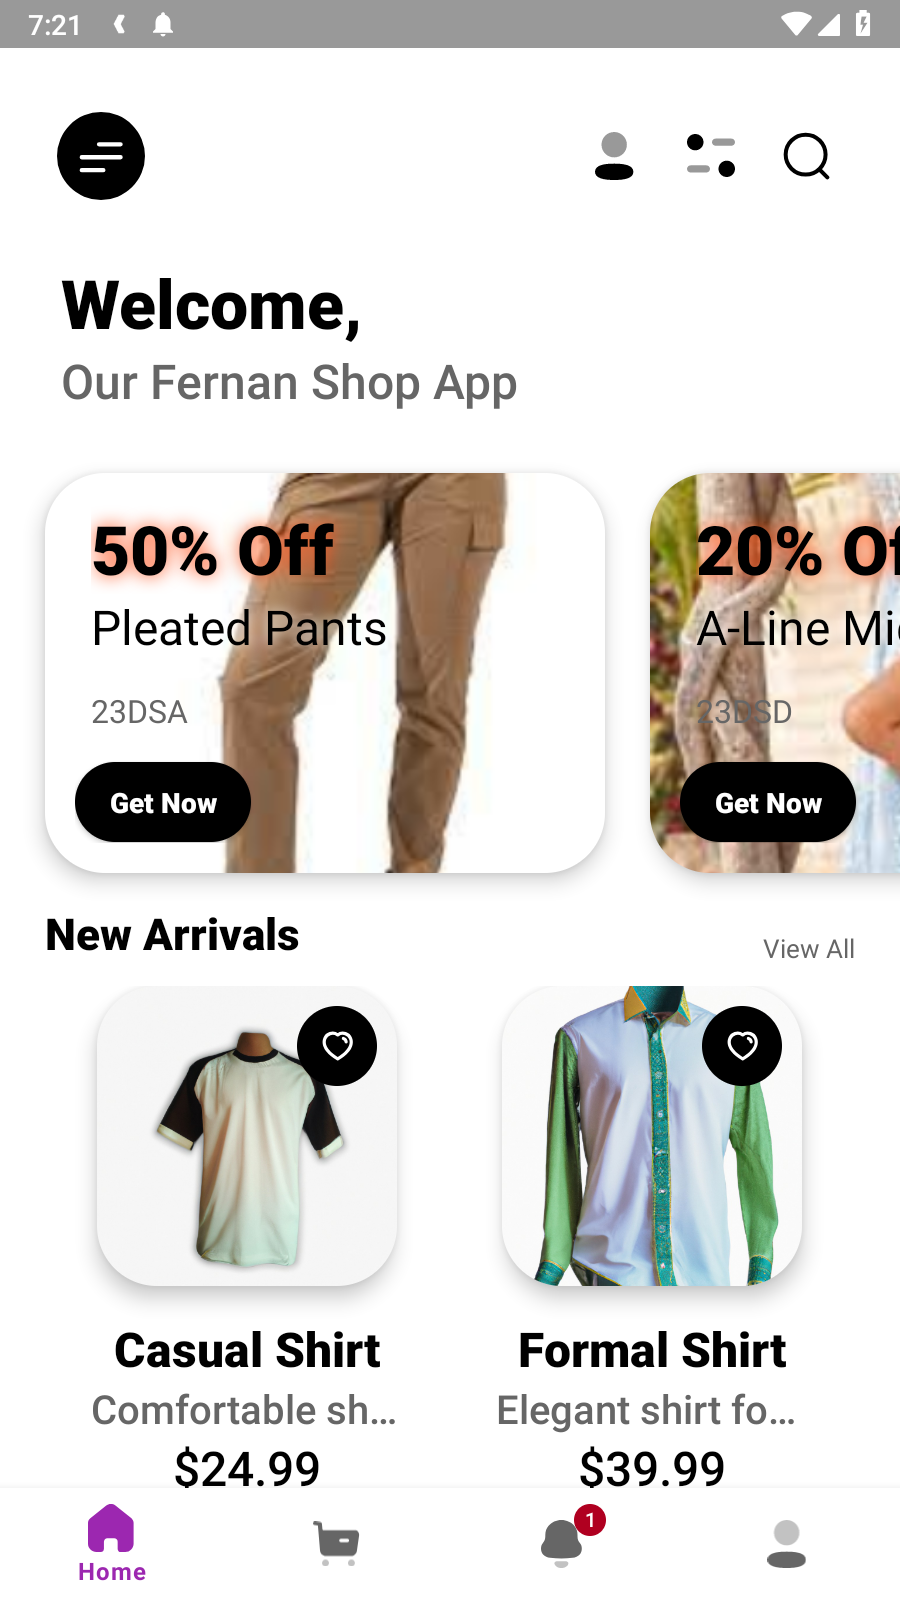 7:21
Welcome,
Our Fernan Shop App
50% Off
Pleated Pants
23DSA
Get Now
20% Of
A-Line Mi
23DSD
Get Now
New Arrivals
View All
Casual Shirt
Comfortable sh...
$24.99
Formal Shirt
Elegant shirt fo...
$39.99
Home
1